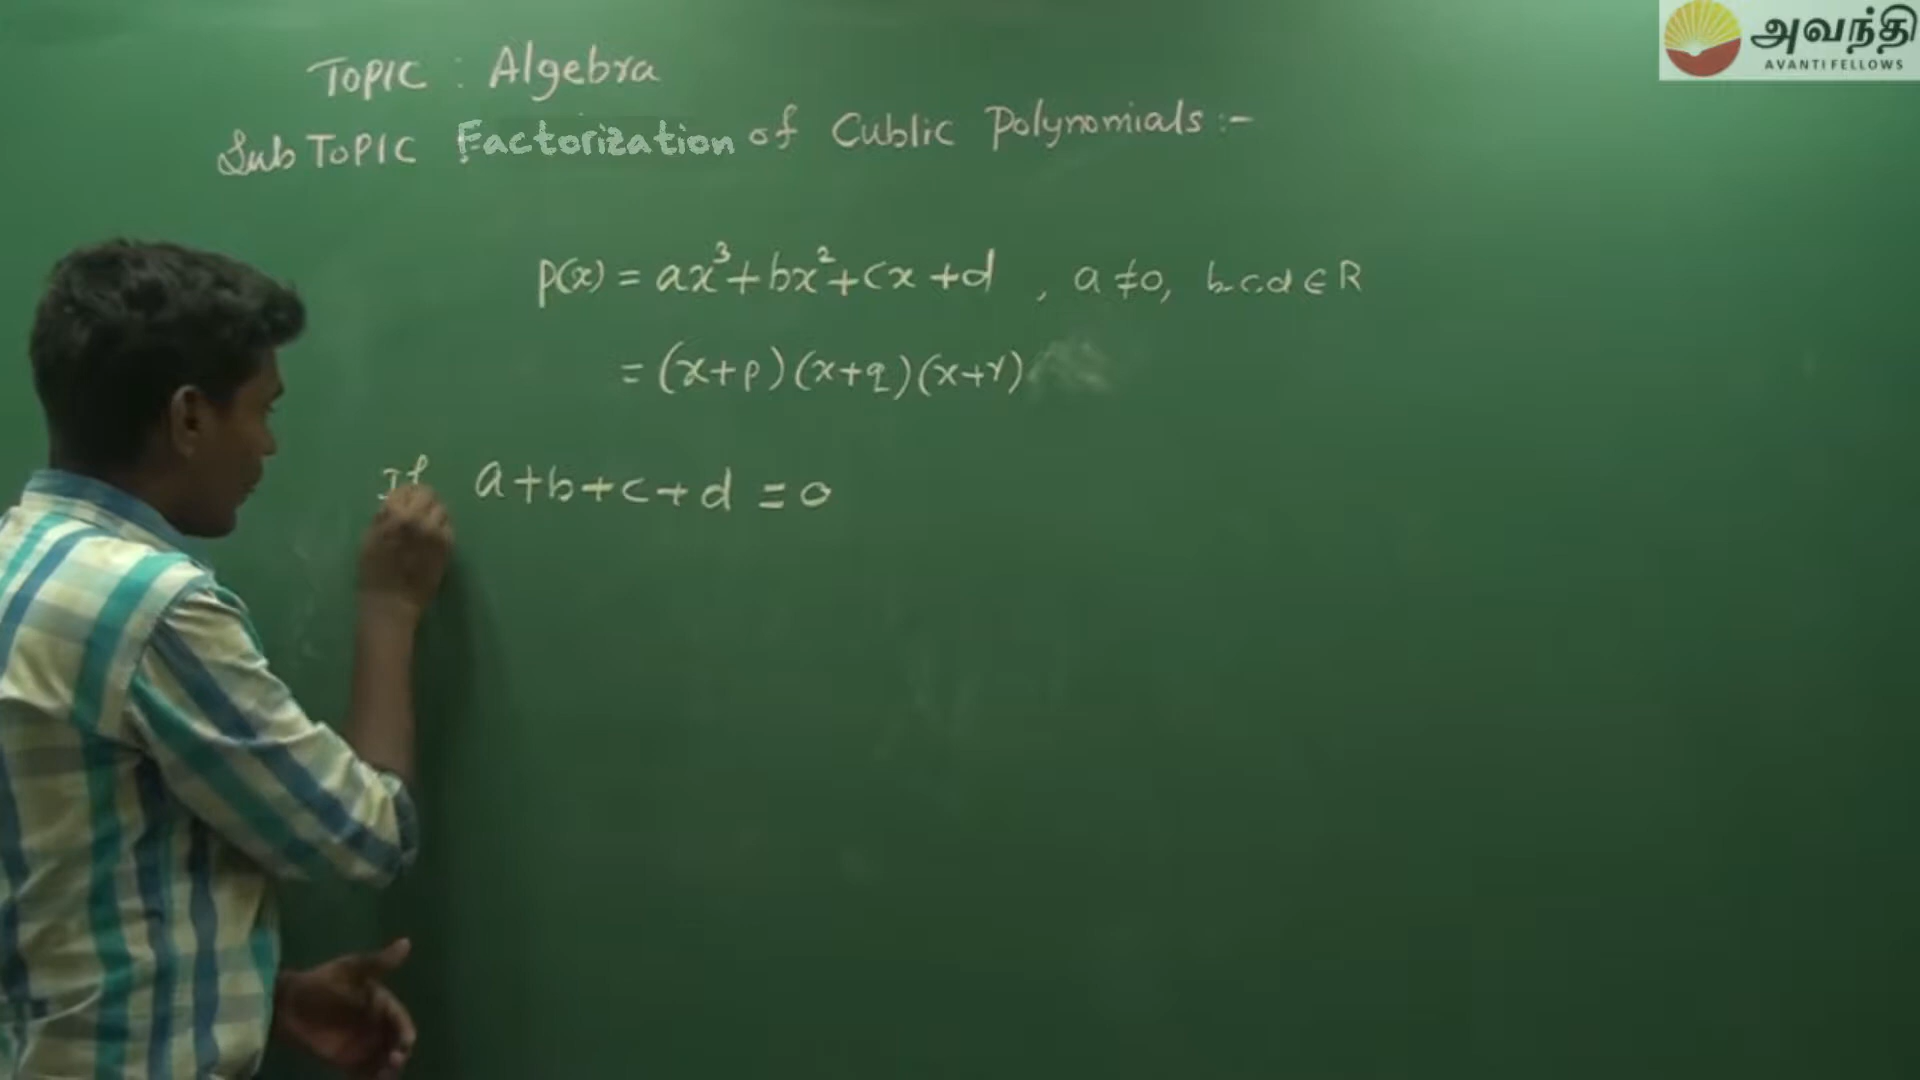 அவந்தி
AVANTI FELLOWS
TOPIC : Algebra
Sub TOPIC Factorization of Cublic Polynomials :-
p(x) = ax³+bx²+cx+d , a≠0, b,c,d ∈ R
= (x+p)(x+q)(x+r)
If a+b+c+d = 0